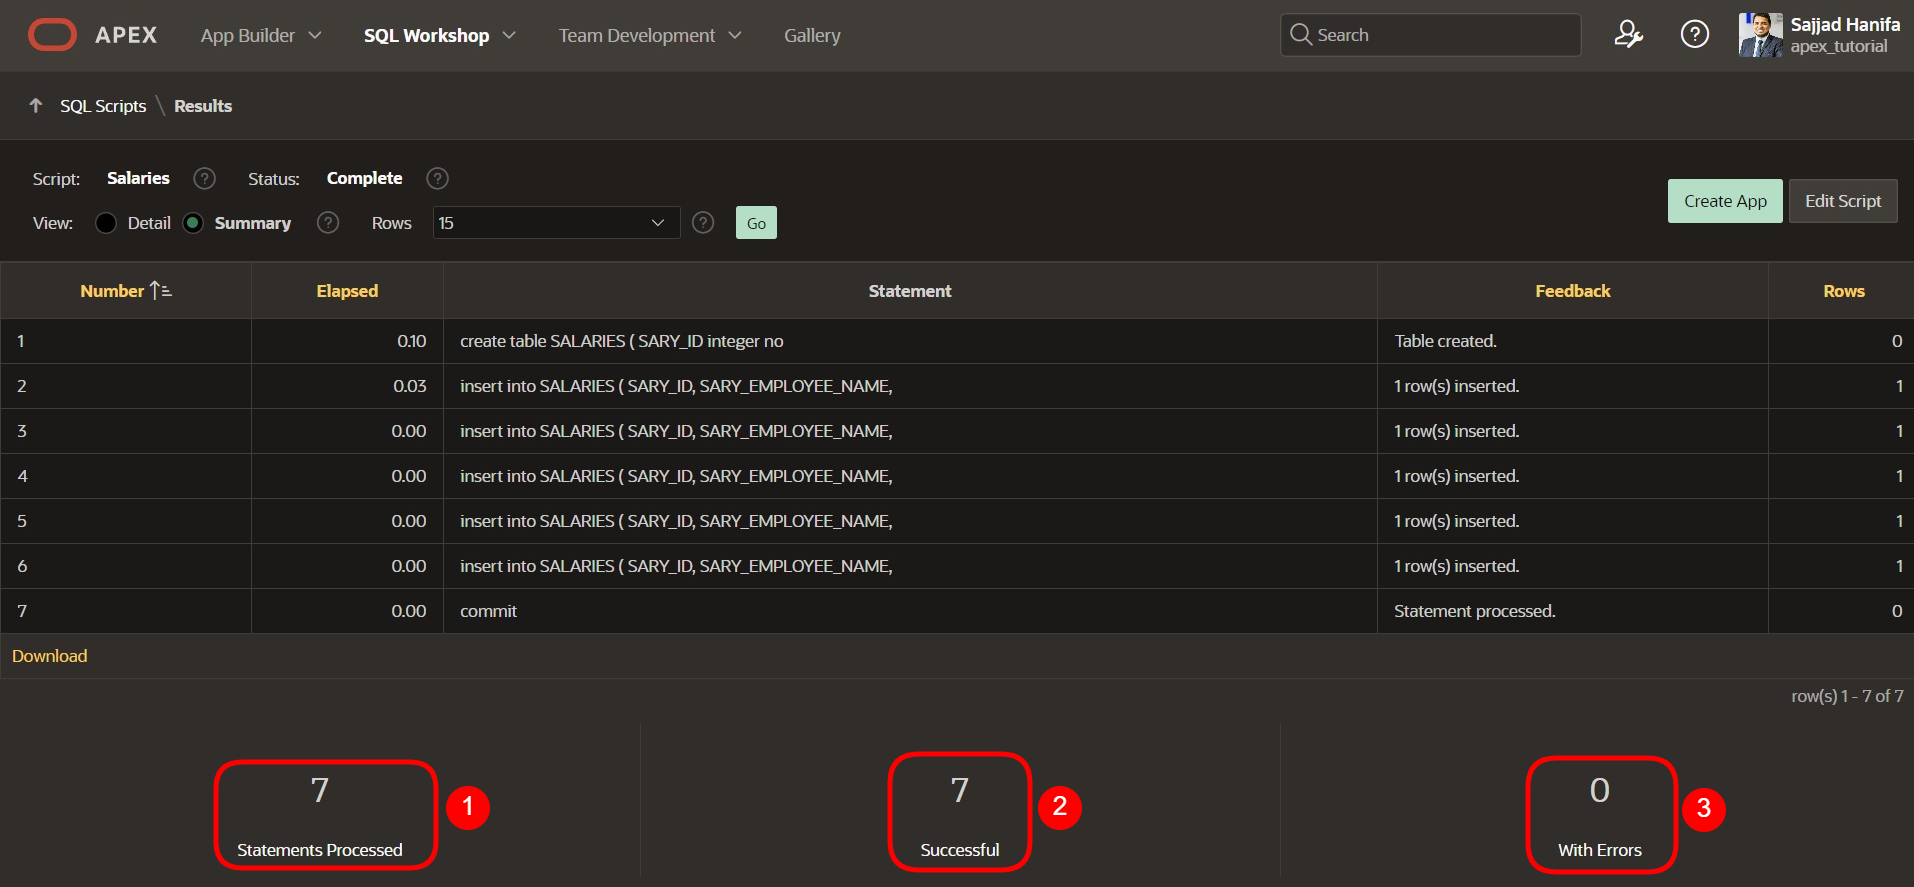 APEX App Builder SQL Workshop Team Development Gallery Search ? Sajjad Hanifa
apex_tutorial
SQL Scripts \ Results
Script: Salaries ? Status: Complete ?
Create App Edit Script
View: Detail Summary ? Rows 15 ? Go
Number Elapsed Statement Feedback Rows
1 0.10 create table SALARIES ( SARY_ID integer no Table created. 0
2 0.03 insert into SALARIES ( SARY_ID, SARY_EMPLOYEE_NAME, 1 row(s) inserted. 1
3 0.00 insert into SALARIES ( SARY_ID, SARY_EMPLOYEE_NAME, 1 row(s) inserted. 1
4 0.00 insert into SALARIES ( SARY_ID, SARY_EMPLOYEE_NAME, 1 row(s) inserted. 1
5 0.00 insert into SALARIES ( SARY_ID, SARY_EMPLOYEE_NAME, 1 row(s) inserted. 1
6 0.00 insert into SALARIES ( SARY_ID, SARY_EMPLOYEE_NAME, 1 row(s) inserted. 1
7 0.00 commit Statement processed. 0
Download
row(s) 1 - 7 of 7
7 1 7 2 0 3
Statements Processed Successful With Errors